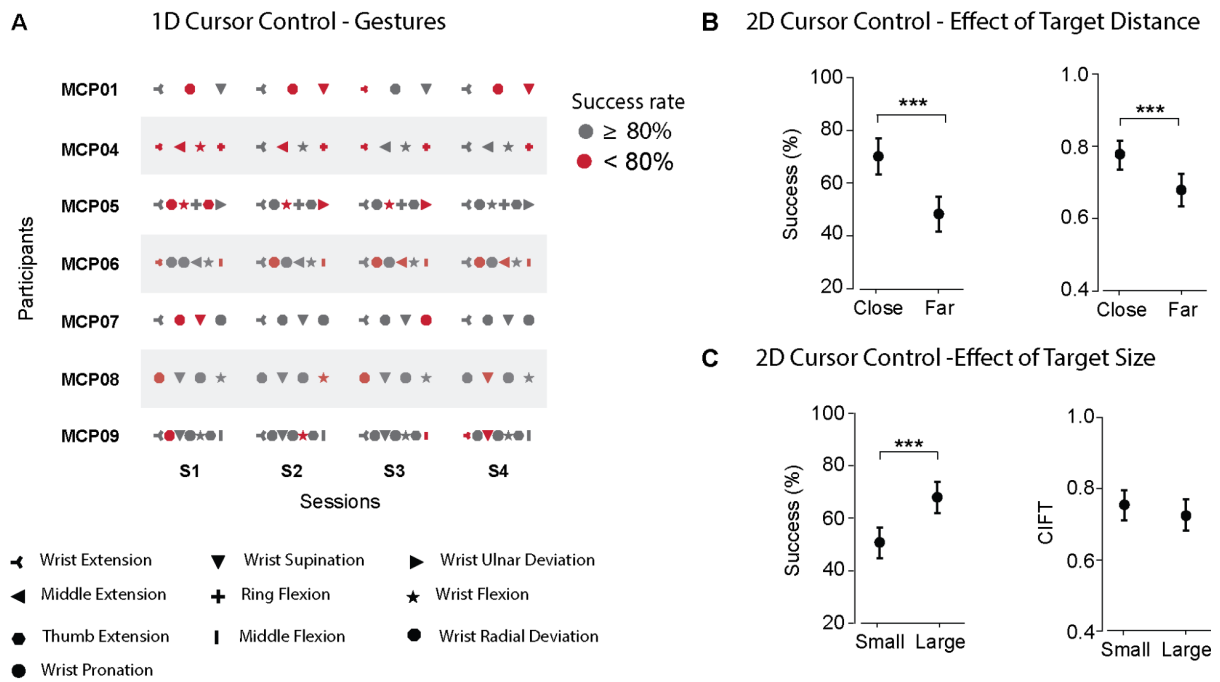 A 1D Cursor Control - Gestures
MCP01
MCP04
MCP05
MCP06
MCP07
MCP08
MCP09
Participants
S1 S2 S3 S4
Sessions
Success rate
≥ 80%
< 80%
Wrist Extension
Wrist Supination
Wrist Ulnar Deviation
Middle Extension
Ring Flexion
Wrist Flexion
Thumb Extension
Middle Flexion
Wrist Radial Deviation
Wrist Pronation
B 2D Cursor Control - Effect of Target Distance
Success (%)
100
80
60
40
20
***
Close Far
1.0
0.8
0.6
0.4
***
Close Far
C 2D Cursor Control -Effect of Target Size
Success (%)
100
80
60
40
20
***
Small Large
CIFT
1.0
0.8
0.6
0.4
Small Large